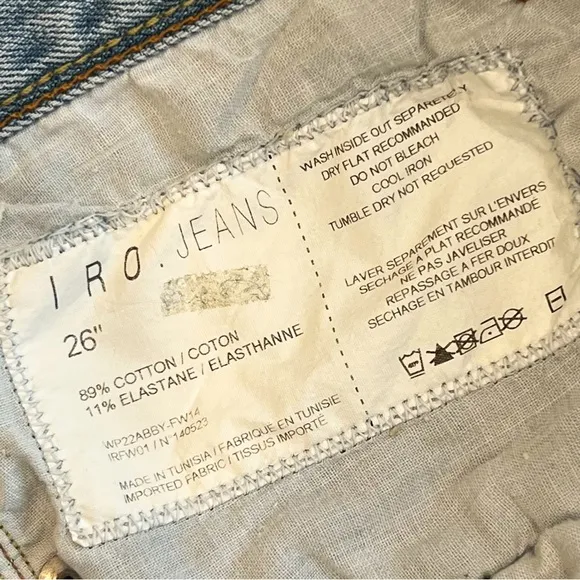 IRO.JEANS
26"
89% COTTON / COTON
11% ELASTANE / ELASTHANNE
WP22ABBY-FW14
IRFW01 / N°140523
MADE IN TUNISIA / FABRIQUE EN TUNISIE
IMPORTED FABRIC / TISSUS IMPORTÉ
WASH INSIDE OUT SEPARETELY
DRY FLAT RECOMMANDED
DO NOT BLEACH
COOL IRON
TUMBLE DRY NOT REQUESTED
LAVER SEPAREMENT SUR L'ENVERS
SECHAGE A PLAT RECOMMANDE
NE PAS JAVELISER
REPASSAGE A FER DOUX
SECHAGE EN TAMBOUR INTERDIT